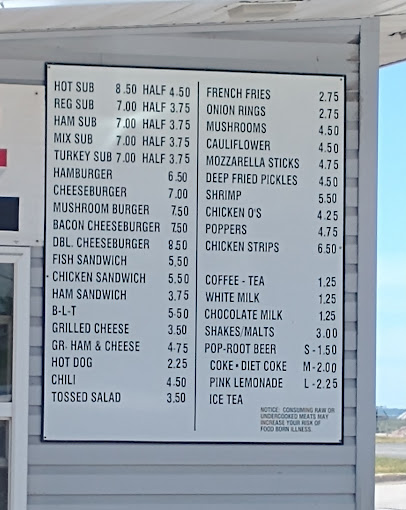 HOT SUB 8.50 HALF 4.50
REG SUB 7.00 HALF 3.75
HAM SUB 7.00 HALF 3.75
MIX SUB 7.00 HALF 3.75
TURKEY SUB 7.00 HALF 3.75
HAMBURGER 6.50
CHEESEBURGER 7.00
MUSHROOM BURGER 7.50
BACON CHEESEBURGER 7.50
DBL. CHEESEBURGER 8.50
FISH SANDWICH 5.50
CHICKEN SANDWICH 5.50
HAM SANDWICH 3.75
B-L-T 5.50
GRILLED CHEESE 3.50
GR. HAM & CHEESE 4.75
HOT DOG 2.25
CHILI 4.50
TOSSED SALAD 3.50
FRENCH FRIES 2.75
ONION RINGS 2.75
MUSHROOMS 4.50
CAULIFLOWER 4.50
MOZZARELLA STICKS 4.75
DEEP FRIED PICKLES 4.50
SHRIMP 5.50
CHICKEN O'S 4.25
POPPERS 4.75
CHICKEN STRIPS 6.50
COFFEE - TEA 1.25
WHITE MILK 1.25
CHOCOLATE MILK 1.25
SHAKES/MALTS 3.00
POP-ROOT BEER S - 1.50
COKE • DIET COKE M - 2.00
PINK LEMONADE L - 2.25
ICE TEA
NOTICE: CONSUMING RAW OR
UNDERCOOKED MEATS MAY
INCREASE YOUR RISK OF
FOOD BORN ILLNESS.